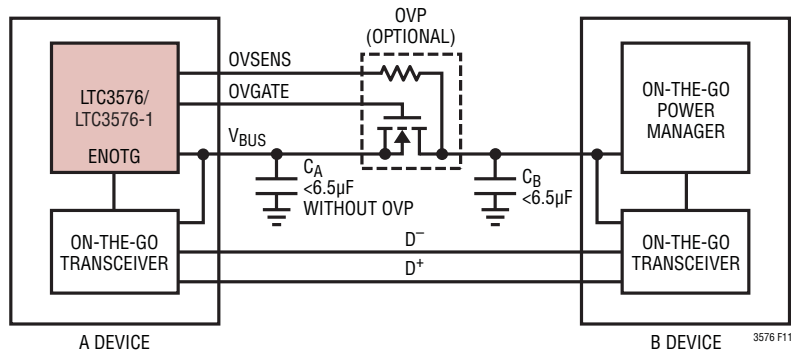 OVP
(OPTIONAL)
OVSENS
OVGATE
LTC3576/
LTC3576-1
ENOTG
VBUS
CA
<6.5µF
WITHOUT OVP
CB
<6.5µF
ON-THE-GO
POWER
MANAGER
ON-THE-GO
TRANSCEIVER
D–
D+
ON-THE-GO
TRANSCEIVER
A DEVICE
B DEVICE
3576 F11